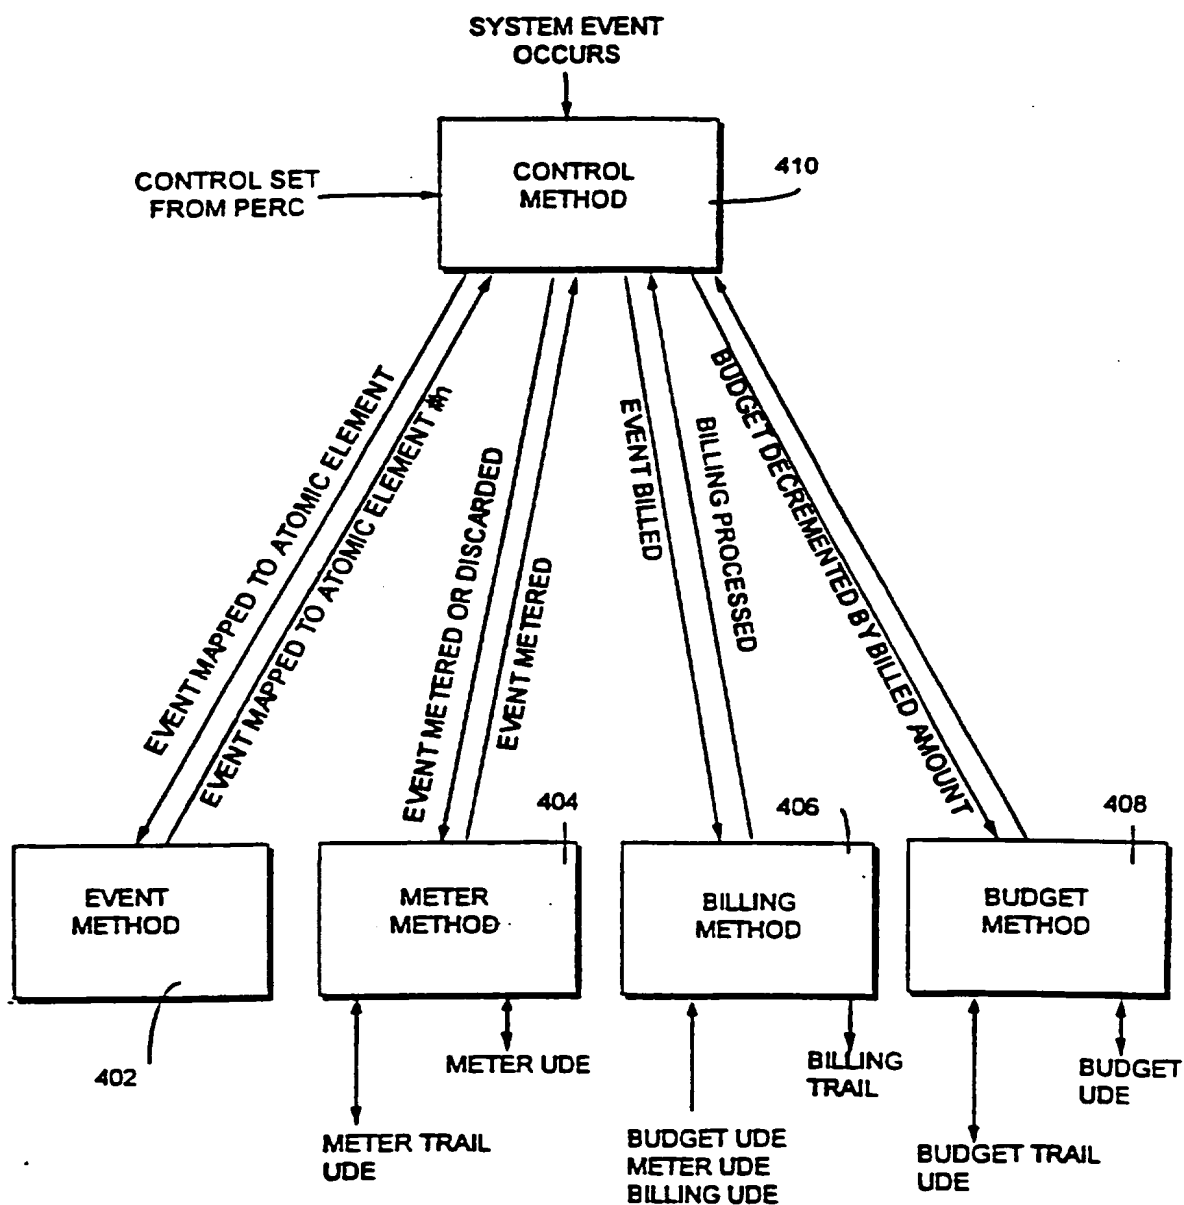 SYSTEM EVENT
OCCURS
CONTROL
METHOD
410
CONTROL SET
FROM PERC
EVENT MAPPED TO ATOMIC ELEMENT
EVENT MAPPED TO ATOMIC ELEMENT #n
EVENT METERED OR DISCARDED
EVENT METERED
EVENT BILLED
BILLING PROCESSED
BUDGET DECREMENTED BY BILLED AMOUNT
404
406
408
EVENT
METHOD
METER
METHOD
BILLING
METHOD
BUDGET
METHOD
402
METER UDE
BILLING
TRAIL
BUDGET
UDE
METER TRAIL
UDE
BUDGET UDE
METER UDE
BILLING UDE
BUDGET TRAIL
UDE